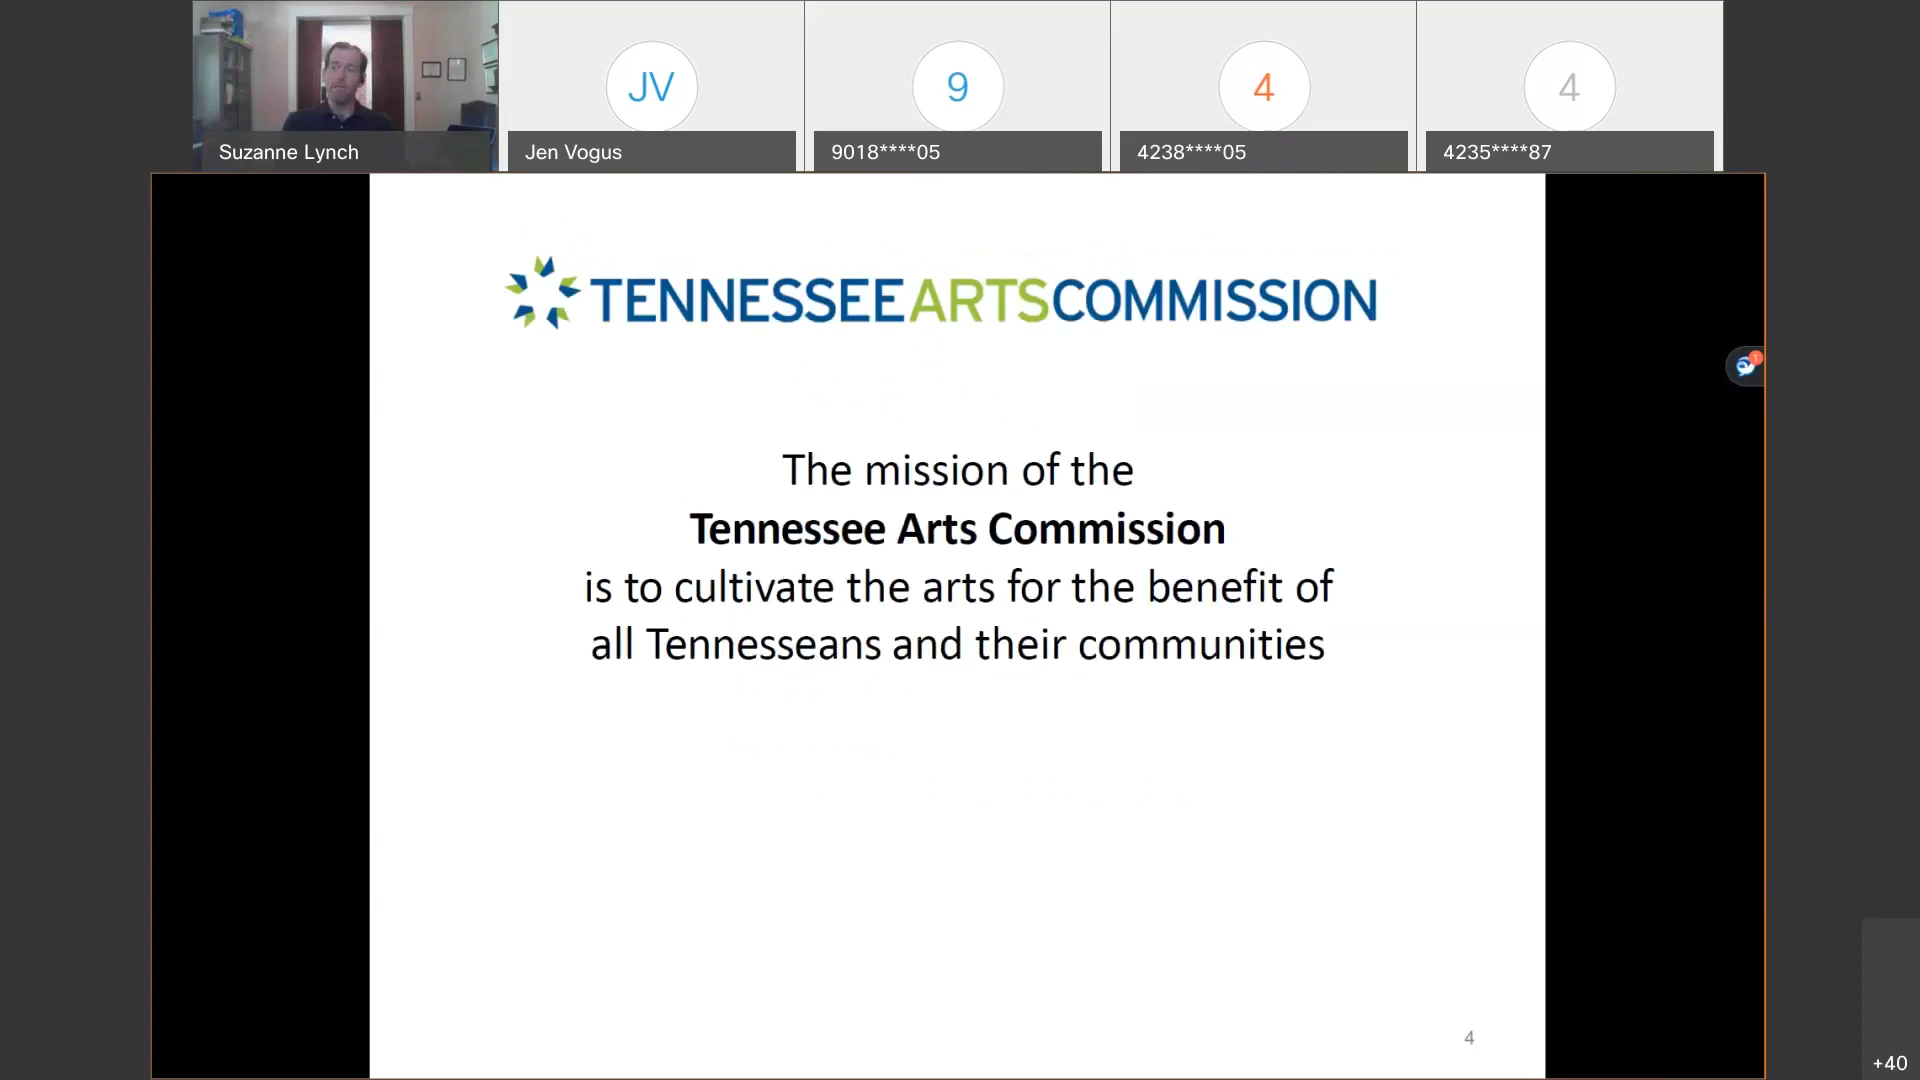 Suzanne Lynch
JV
Jen Vogus
9
9018****05
4
4238****05
4
4235****87
TENNESSEEARTSCOMMISSION
1
The mission of the
Tennessee Arts Commission
is to cultivate the arts for the benefit of
all Tennesseans and their communities
4
+40